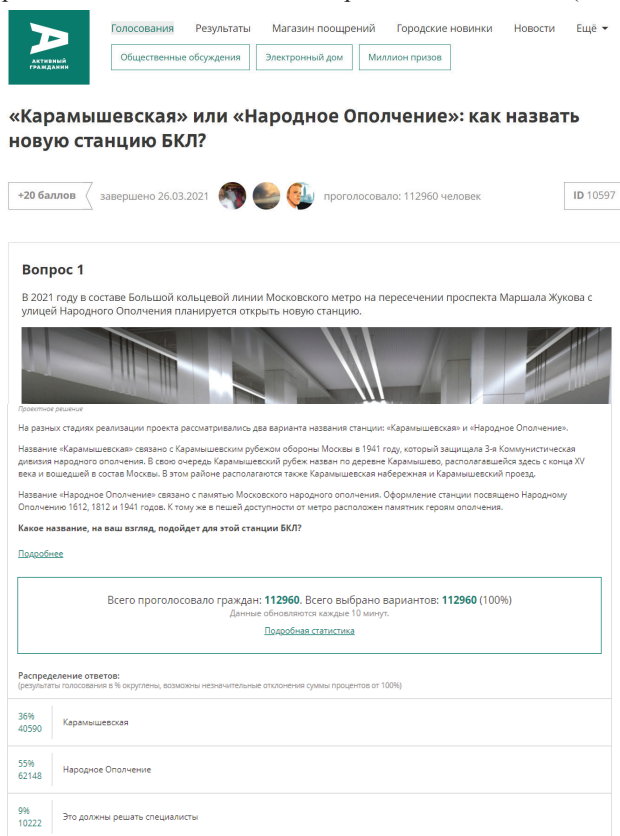 АКТИВНЫЙ
ГРАЖДАНИН
Голосования Результаты Магазин поощрений Городские новинки Новости Ещё
Общественные обсуждения Электронный дом Миллион призов
«Карамышевская» или «Народное Ополчение»: как назвать
новую станцию БКЛ?
+20 баллов завершено 26.03.2021 проголосовало: 112960 человек ID 10597
Вопрос 1
В 2021 году в составе Большой кольцевой линии Московского метро на пересечении проспекта Маршала Жукова с
улицей Народного Ополчения планируется открыть новую станцию.
Проектное решение
На разных стадиях реализации проекта рассматривались два варианта названия станции: «Карамышевская» и «Народное Ополчение».
Название «Карамышевская» связано с Карамышевским рубежом обороны Москвы в 1941 году, который защищала 3-я Коммунистическая
дивизия народного ополчения. В свою очередь Карамышевский рубеж назван по деревне Карамышево, располагавшейся здесь с конца XV
века и вошедшей в состав Москвы. В этом районе располагаются также Карамышевская набережная и Карамышевский проезд.
Название «Народное Ополчение» связано с памятью Московского народного ополчения. Оформление станции посвящено Народному
Ополчению 1612, 1812 и 1941 годов. К тому же в пешей доступности от метро расположен памятник героям ополчения.
Какое название, на ваш взгляд, подойдет для этой станции БКЛ?
Подробнее
Всего проголосовало граждан: 112960. Всего выбрано вариантов: 112960 (100%)
Данные обновляются каждые 10 минут.
Подробная статистика
Распределение ответов:
(результаты голосования в % округлены, возможны незначительные отклонения суммы процентов от 100%)
36%
40590 Карамышевская
55%
62148 Народное Ополчение
9%
10222 Это должны решать специалисты